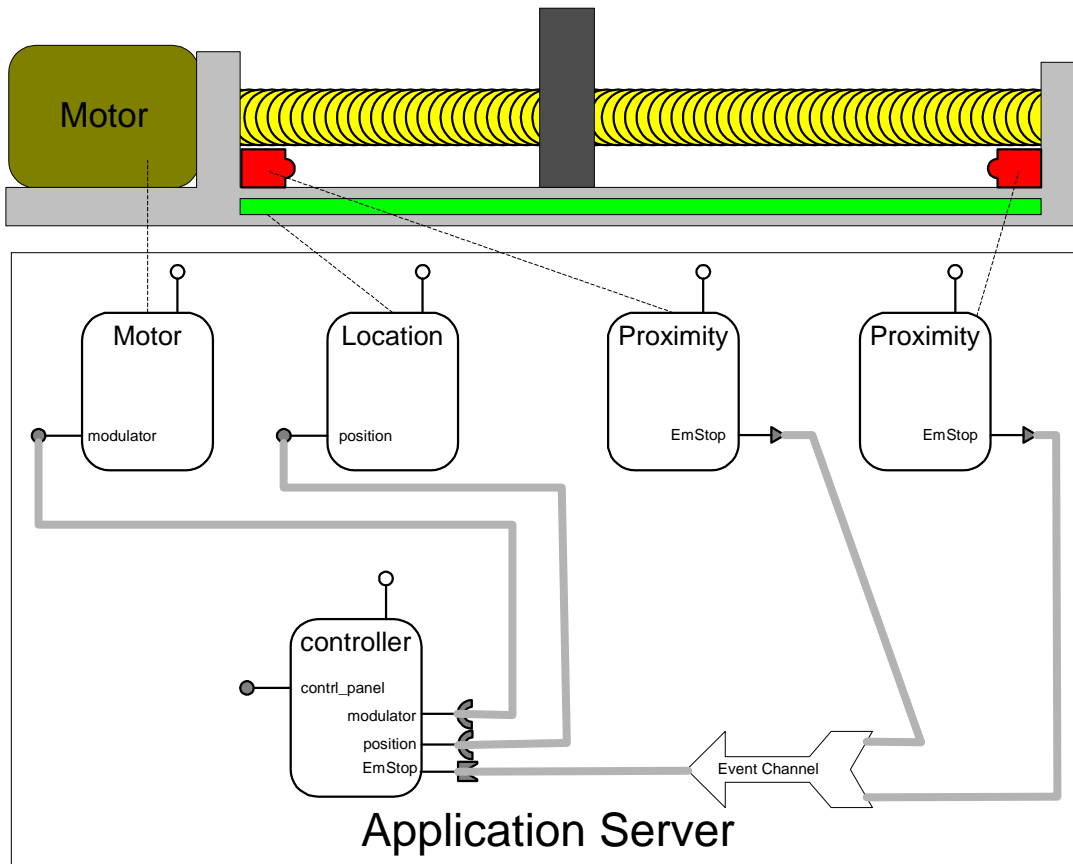 Motor
Motor
Location
Proximity
Proximity
modulator
position
EmStop
EmStop
controller
contrl_panel
modulator
position
EmStop
Event Channel
Application Server